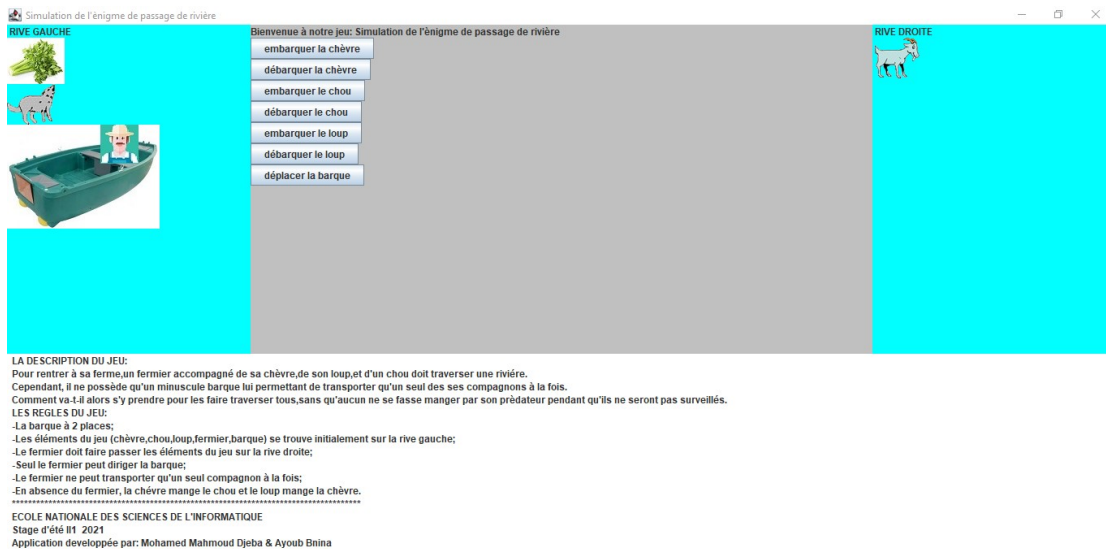 Simulation de l'énigme de passage de rivière
RIVE GAUCHE
Bienvenue à notre jeu: Simulation de l'ènigme de passage de rivière
RIVE DROITE
embarquer la chèvre
débarquer la chèvre
embarquer le chou
débarquer le chou
embarquer le loup
débarquer le loup
déplacer la barque
LA DESCRIPTION DU JEU:
Pour rentrer à sa ferme,un fermier accompagné de sa chèvre,de son loup,et d'un chou doit traverser une riviére.
Cependant, il ne possède qu'un minuscule barque lui permettant de transporter qu'un seul des ses compagnons à la fois.
Comment va-t-il alors s'y prendre pour les faire traverser tous,sans qu'aucun ne se fasse manger par son prèdateur pendant qu'ils ne seront pas surveillés.
LES REGLES DU JEU:
-La barque à 2 places;
-Les éléments du jeu (chèvre,chou,loup,fermier,barque) se trouve initialement sur la rive gauche;
-Le fermier doit faire passer les éléments du jeu sur la rive droite;
-Seul le fermier peut diriger la barque;
-Le fermier ne peut transporter qu'un seul compagnon à la fois;
-En absence du fermier, la chévre mange le chou et le loup mange la chèvre.
*************************************************************************************
ECOLE NATIONALE DES SCIENCES DE L'INFORMATIQUE
Stage d'été II1 2021
Application developpée par: Mohamed Mahmoud Djeba & Ayoub Bnina